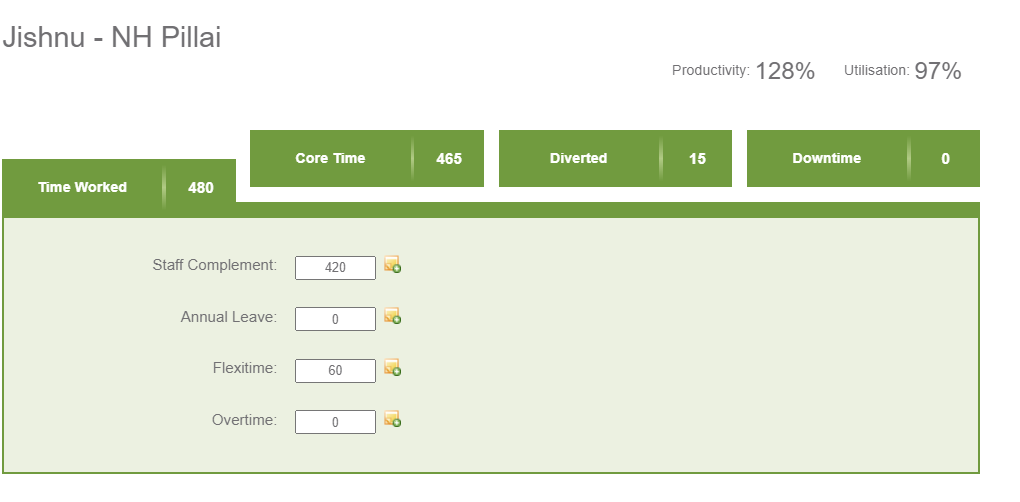 Jishnu - NH Pillai
Productivity: 128% Utilisation: 97%
Core Time 465 Diverted 15 Downtime 0
Time Worked 480
Staff Complement: 420
Annual Leave: 0
Flexitime: 60
Overtime: 0